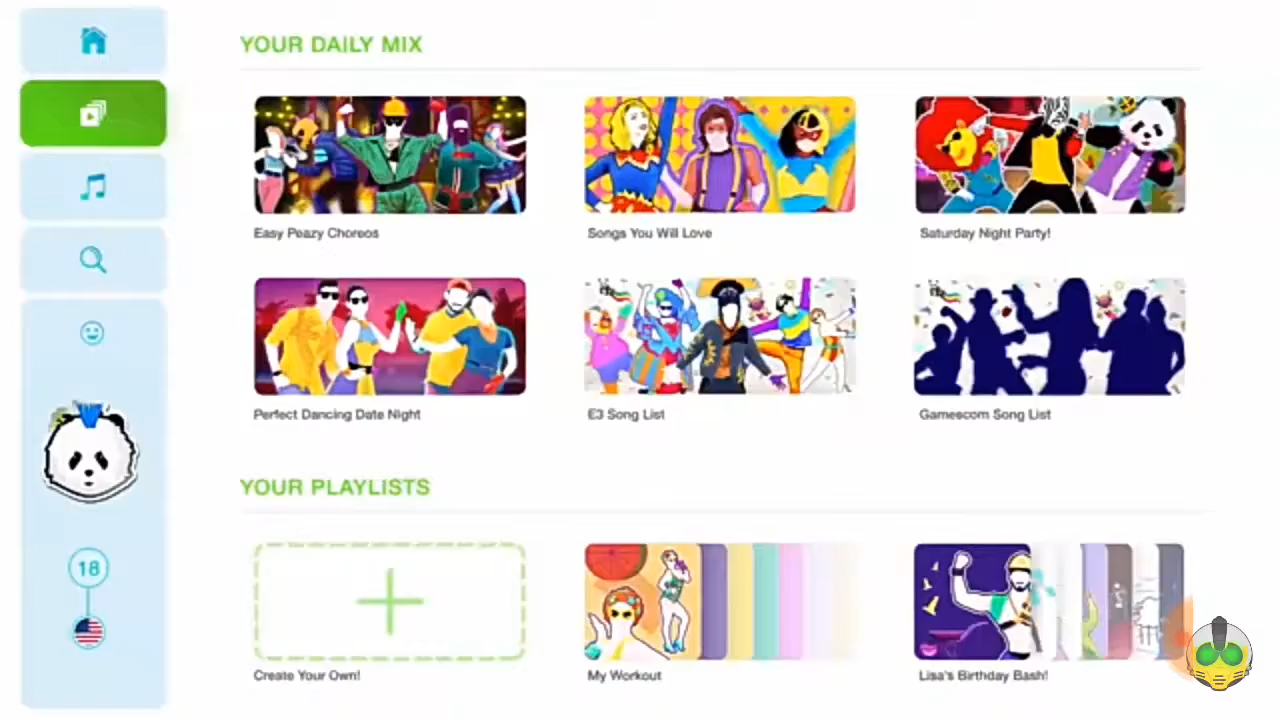 YOUR DAILY MIX
Easy Peazy Choreos
Songs You Will Love
Saturday Night Party!
Perfect Dancing Date Night
E3 Song List
Gamescom Song List
YOUR PLAYLISTS
Create Your Own!
My Workout
Lisa's Birthday Bash!
18